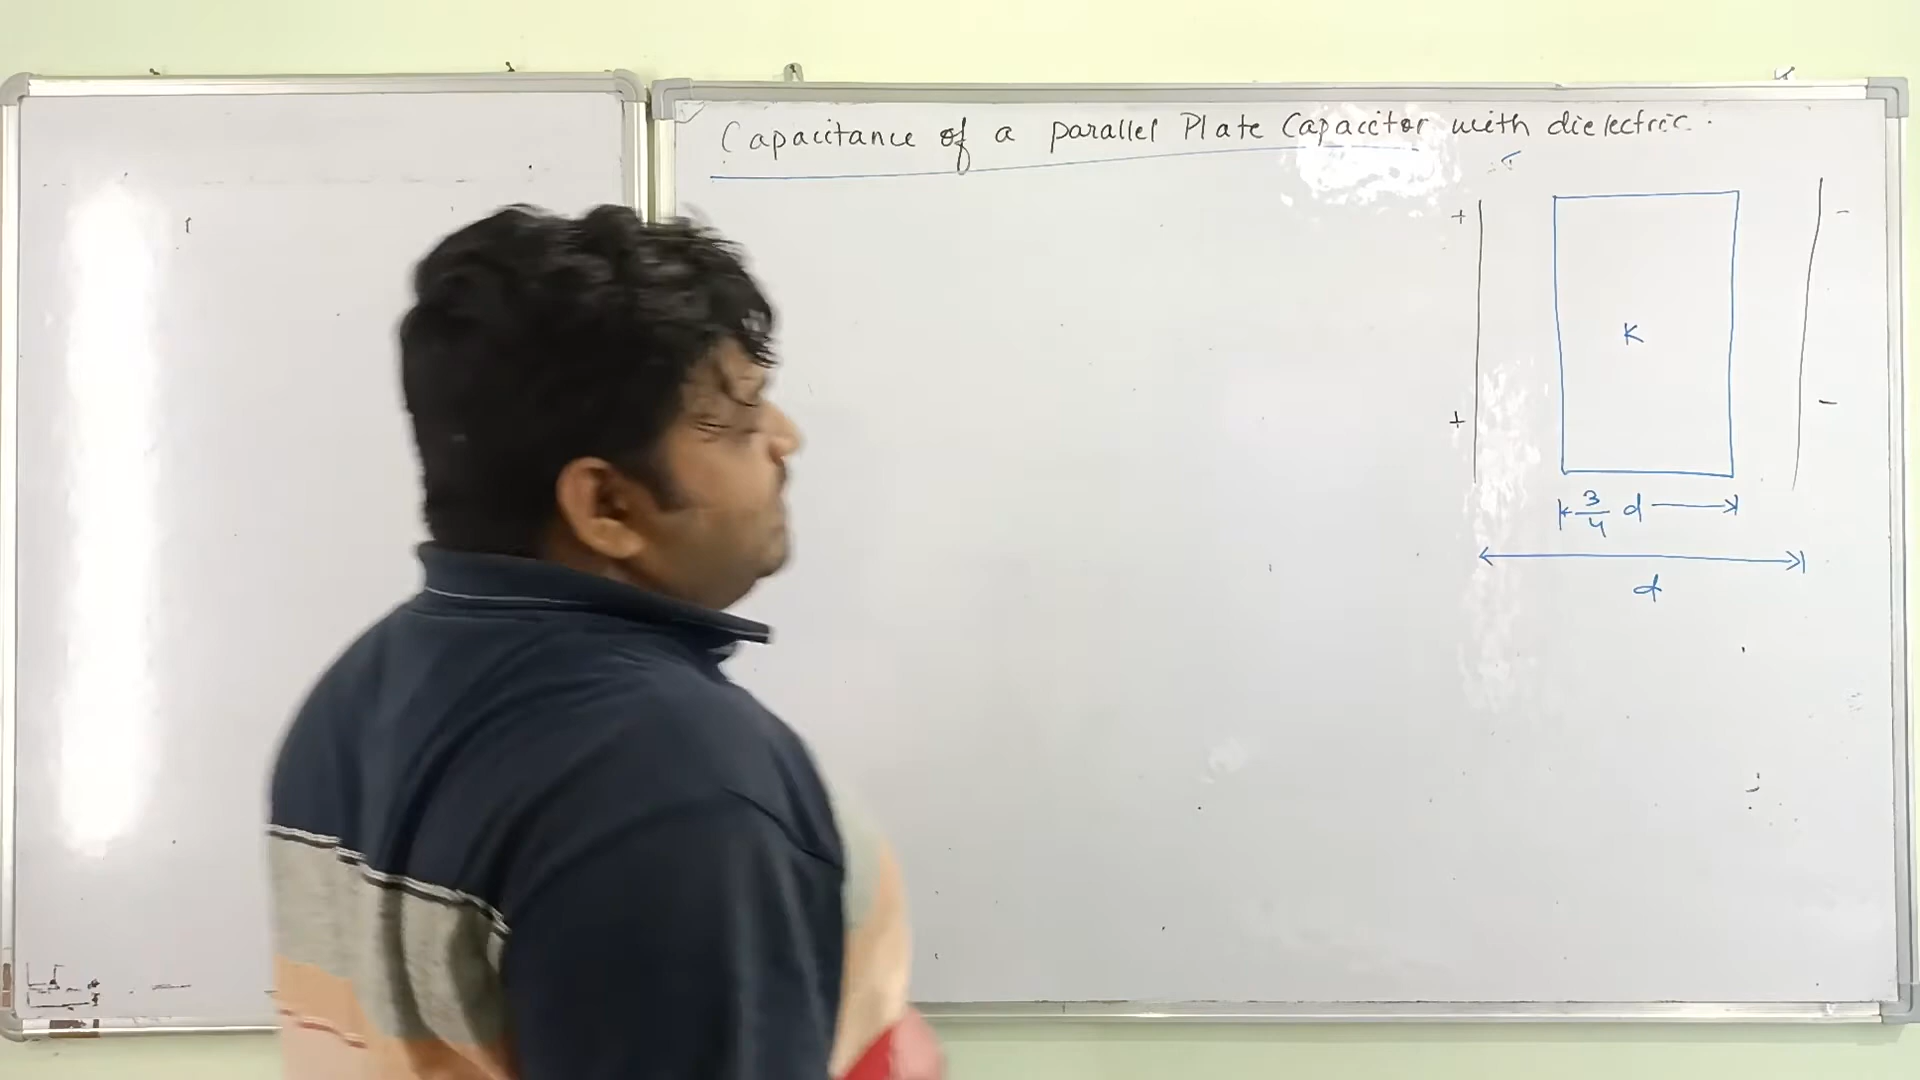 Capacitance of a parallel Plate Capacitor with dielectric.
+ -
K
+ -
3/4 d
d